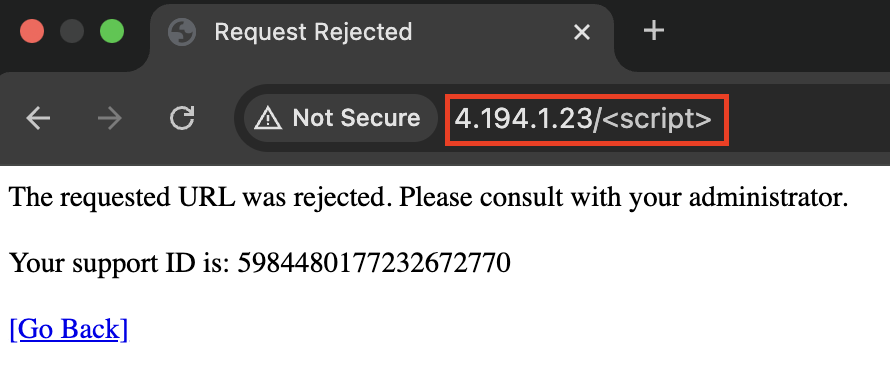 Request Rejected
Not Secure 4.194.1.23/<script>
The requested URL was rejected. Please consult with your administrator.
Your support ID is: 5984480177232672770
[Go Back]